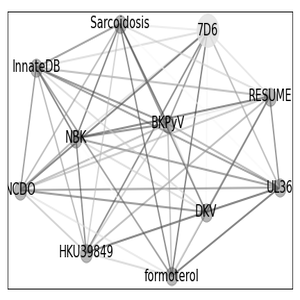 Sarcoidosis
7D6
InnateDB
RESUME
BKPyV
NBK
NCDO
UL36
DKV
HKU39849
formoterol